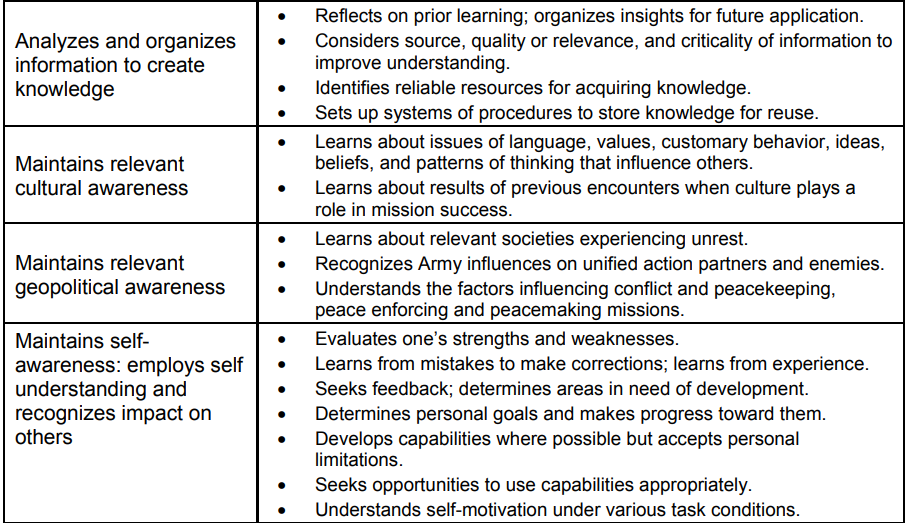 Analyzes and organizes
information to create
knowledge
• Reflects on prior learning; organizes insights for future application.
• Considers source, quality or relevance, and criticality of information to
improve understanding.
• Identifies reliable resources for acquiring knowledge.
• Sets up systems of procedures to store knowledge for reuse.
Maintains relevant
cultural awareness
• Learns about issues of language, values, customary behavior, ideas,
beliefs, and patterns of thinking that influence others.
• Learns about results of previous encounters when culture plays a
role in mission success.
Maintains relevant
geopolitical awareness
• Learns about relevant societies experiencing unrest.
• Recognizes Army influences on unified action partners and enemies.
• Understands the factors influencing conflict and peacekeeping,
peace enforcing and peacemaking missions.
Maintains self-
awareness: employs self
understanding and
recognizes impact on
others
• Evaluates one’s strengths and weaknesses.
• Learns from mistakes to make corrections; learns from experience.
• Seeks feedback; determines areas in need of development.
• Determines personal goals and makes progress toward them.
• Develops capabilities where possible but accepts personal
limitations.
• Seeks opportunities to use capabilities appropriately.
• Understands self-motivation under various task conditions.